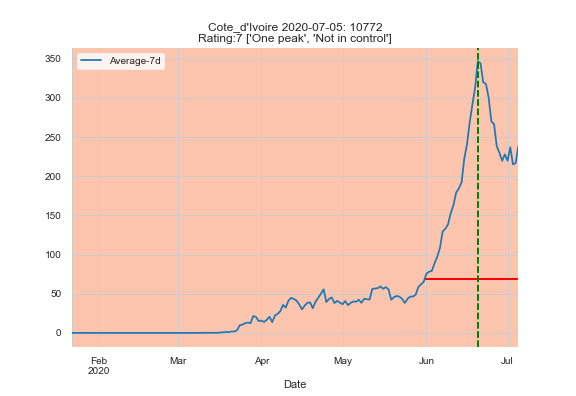 Cote_d'Ivoire 2020-07-05: 10772
Rating:7 ['One peak', 'Not in control']
Average-7d
350
300
250
200
150
100
50
0
Feb
2020
Mar
Apr
May
Jun
Jul
Date